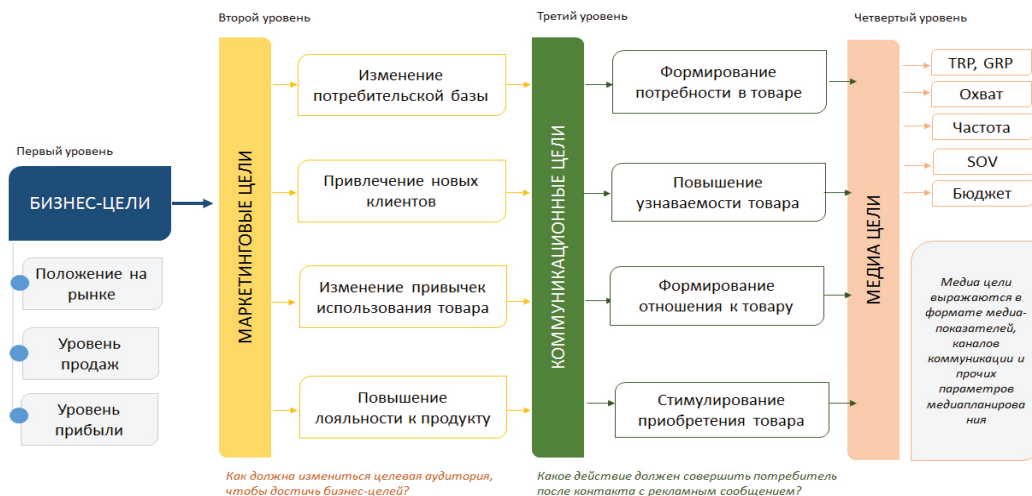 Первый уровень
БИЗНЕС-ЦЕЛИ
Положение на
рынке
Уровень
продаж
Уровень
прибыли
Второй уровень
МАРКЕТИНГОВЫЕ ЦЕЛИ
Изменение
потребительской базы
Привлечение новых
клиентов
Изменение привычек
использования товара
Повышение
лояльности к продукту
Как должна измениться целевая аудитория,
чтобы достичь бизнес-целей?
Третий уровень
КОММУНИКАЦИОННЫЕ ЦЕЛИ
Формирование
потребности в товаре
Повышение
узнаваемости товара
Формирование
отношения к товару
Стимулирование
приобретения товара
Какое действие должен совершить потребитель
после контакта с рекламным сообщением?
Четвертый уровень
МЕДИА ЦЕЛИ
TRP, GRP
Охват
Частота
SOV
Бюджет
Медиа цели
выражаются в
формате медиа-
показателей,
каналов
коммуникации и
прочих
параметров
медиапланирова
ния